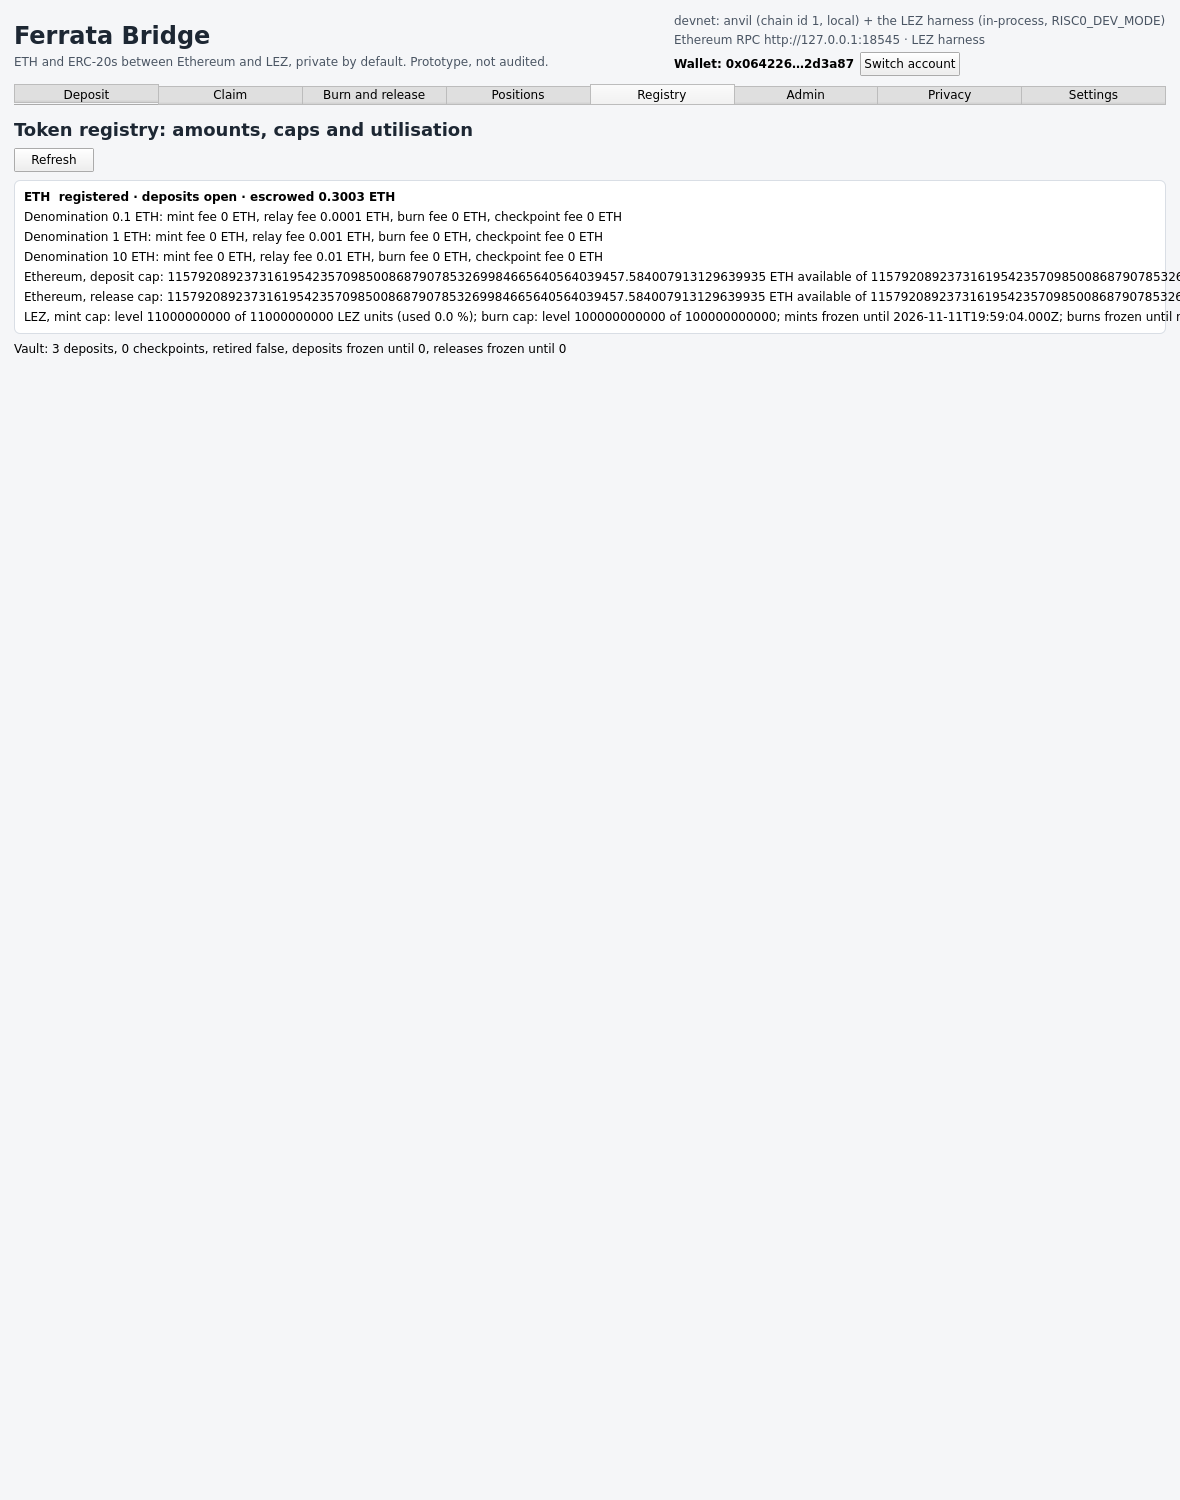 Ferrata Bridge
ETH and ERC-20s between Ethereum and LEZ, private by default. Prototype, not audited.
devnet: anvil (chain id 1, local) + the LEZ harness (in-process, RISC0_DEV_MODE)
Ethereum RPC http://127.0.0.1:18545 · LEZ harness
Wallet: 0x064226…2d3a87 Switch account
Deposit Claim Burn and release Positions Registry Admin Privacy Settings
Token registry: amounts, caps and utilisation
Refresh
ETH registered · deposits open · escrowed 0.3003 ETH
Denomination 0.1 ETH: mint fee 0 ETH, relay fee 0.0001 ETH, burn fee 0 ETH, checkpoint fee 0 ETH
Denomination 1 ETH: mint fee 0 ETH, relay fee 0.001 ETH, burn fee 0 ETH, checkpoint fee 0 ETH
Denomination 10 ETH: mint fee 0 ETH, relay fee 0.01 ETH, burn fee 0 ETH, checkpoint fee 0 ETH
Ethereum, deposit cap: 115792089237316195423570985008687907853269984665640564039457.584007913129639935 ETH available of 1157920892373161954235709850086879078532​6
Ethereum, release cap: 115792089237316195423570985008687907853269984665640564039457.584007913129639935 ETH available of 11579208923731619542357098500868790785326
LEZ, mint cap: level 11000000000 of 11000000000 LEZ units (used 0.0 %); burn cap: level 100000000000 of 100000000000; mints frozen until 2026-11-11T19:59:04.000Z; burns frozen until
Vault: 3 deposits, 0 checkpoints, retired false, deposits frozen until 0, releases frozen until 0